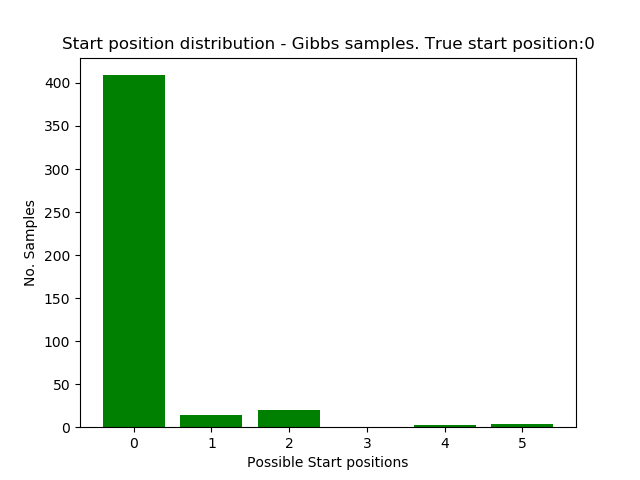 Start position distribution - Gibbs samples. True start position:0
400
350
300
250
200
150
100
50
0
No. Samples
0 1 2 3 4 5
Possible Start positions